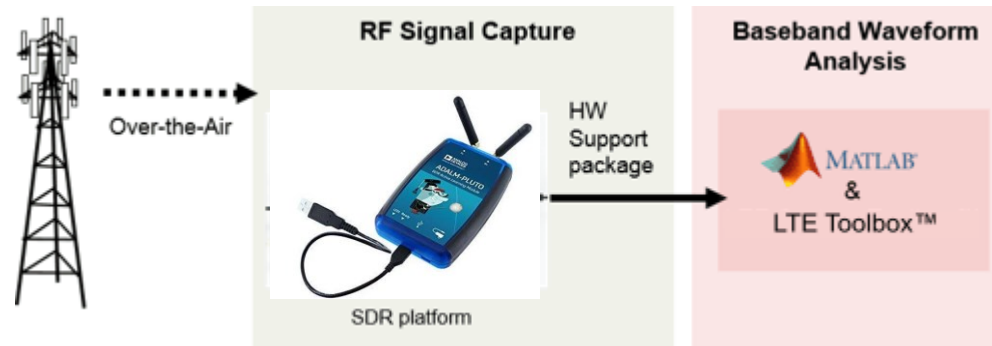 RF Signal Capture
Baseband Waveform
Analysis
Over-the-Air
HW
Support
package
ADALM-PLUTO
SDR platform
MATLAB
&
LTE Toolbox™